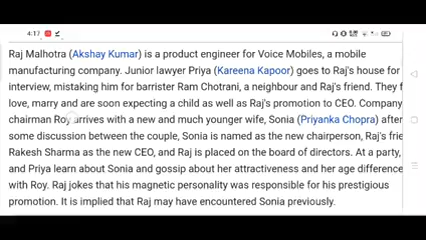 4:17
Raj Malhotra (Akshay Kumar) is a product engineer for Voice Mobiles, a mobile
manufacturing company. Junior lawyer Priya (Kareena Kapoor) goes to Raj's house for
interview, mistaking him for barrister Ram Chotrani, a neighbour and Raj's friend. They f
love, marry and are soon expecting a child as well as Raj's promotion to CEO. Company
chairman Roy arrives with a new and much younger wife, Sonia (Priyanka Chopra) after
some discussion between the couple, Sonia is named as the new chairperson, Raj's frie
Rakesh Sharma as the new CEO, and Raj is placed on the board of directors. At a party,
and Priya learn about Sonia and gossip about her attractiveness and her age difference
with Roy. Raj jokes that his magnetic personality was responsible for his prestigious
promotion. It is implied that Raj may have encountered Sonia previously.